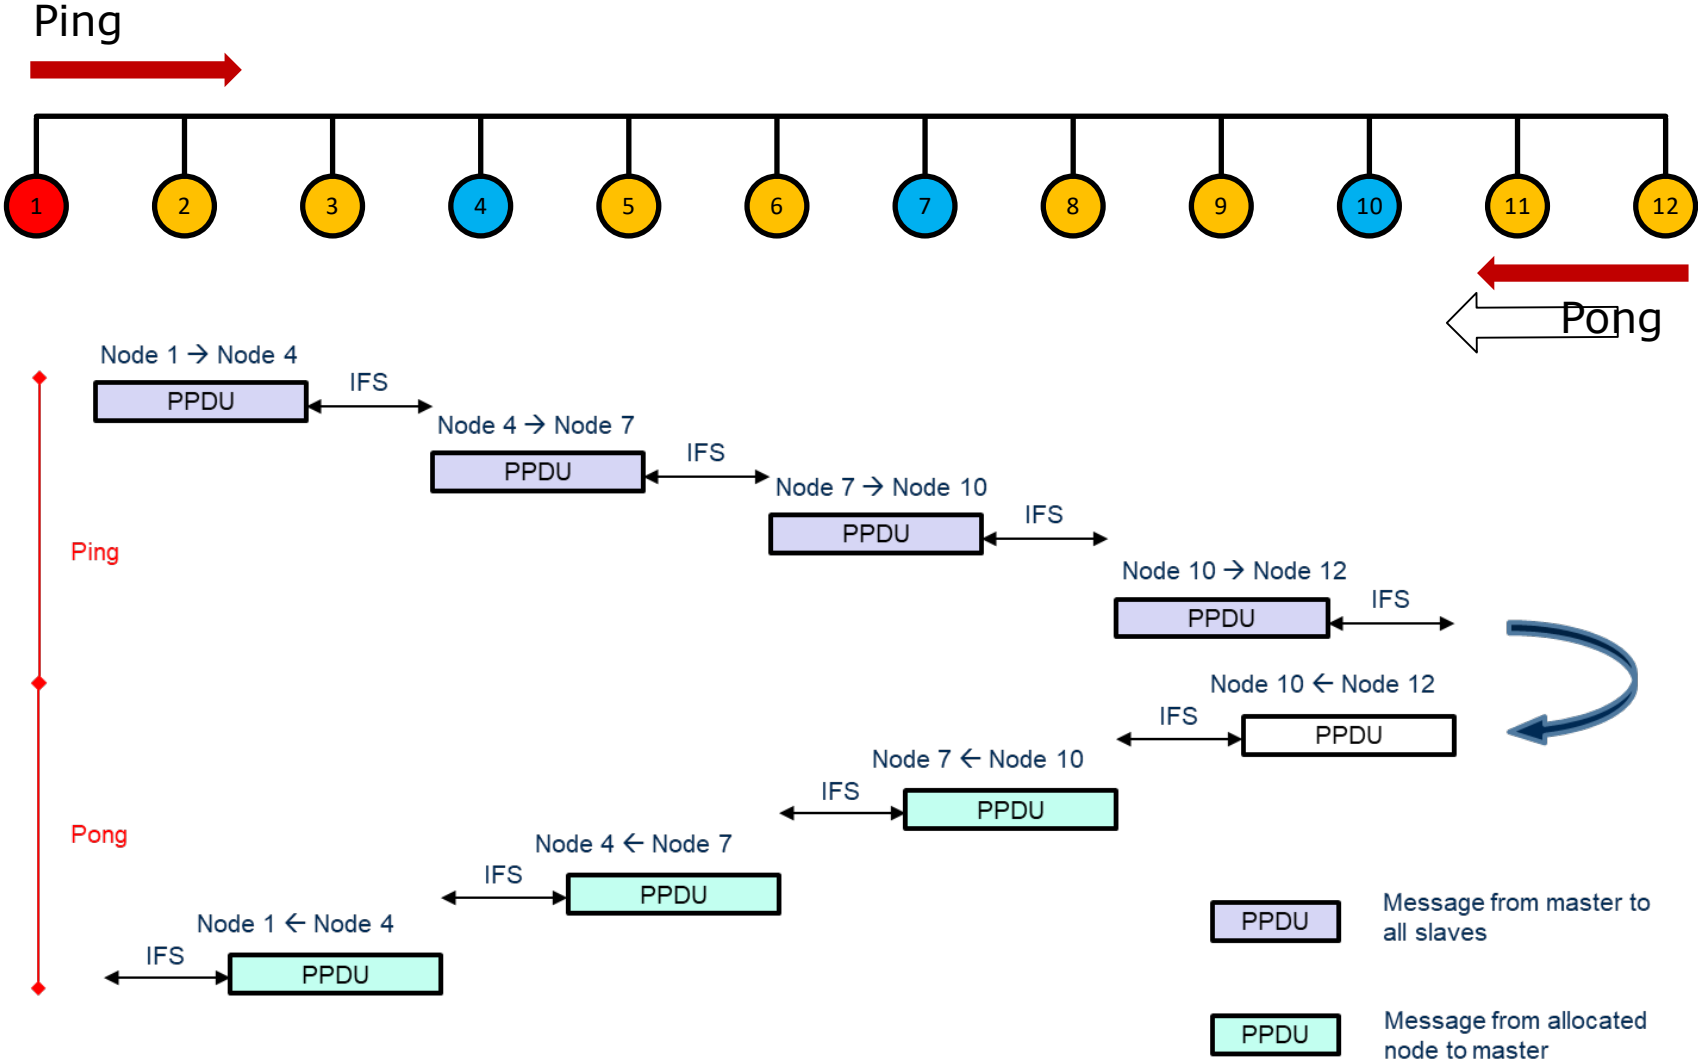 Ping
1 2 3 4 5 6 7 8 9 10 11 12
Pong
Node 1 → Node 4
PPDU
IFS
Node 4 → Node 7
PPDU
IFS
Node 7 → Node 10
PPDU
IFS
Ping
Node 10 → Node 12
PPDU
IFS
Node 10 ← Node 12
IFS
PPDU
Node 7 ← Node 10
IFS
PPDU
Pong
Node 4 ← Node 7
IFS
PPDU
Node 1 ← Node 4
IFS
PPDU
PPDU
Message from master to
all slaves
PPDU
Message from allocated
node to master